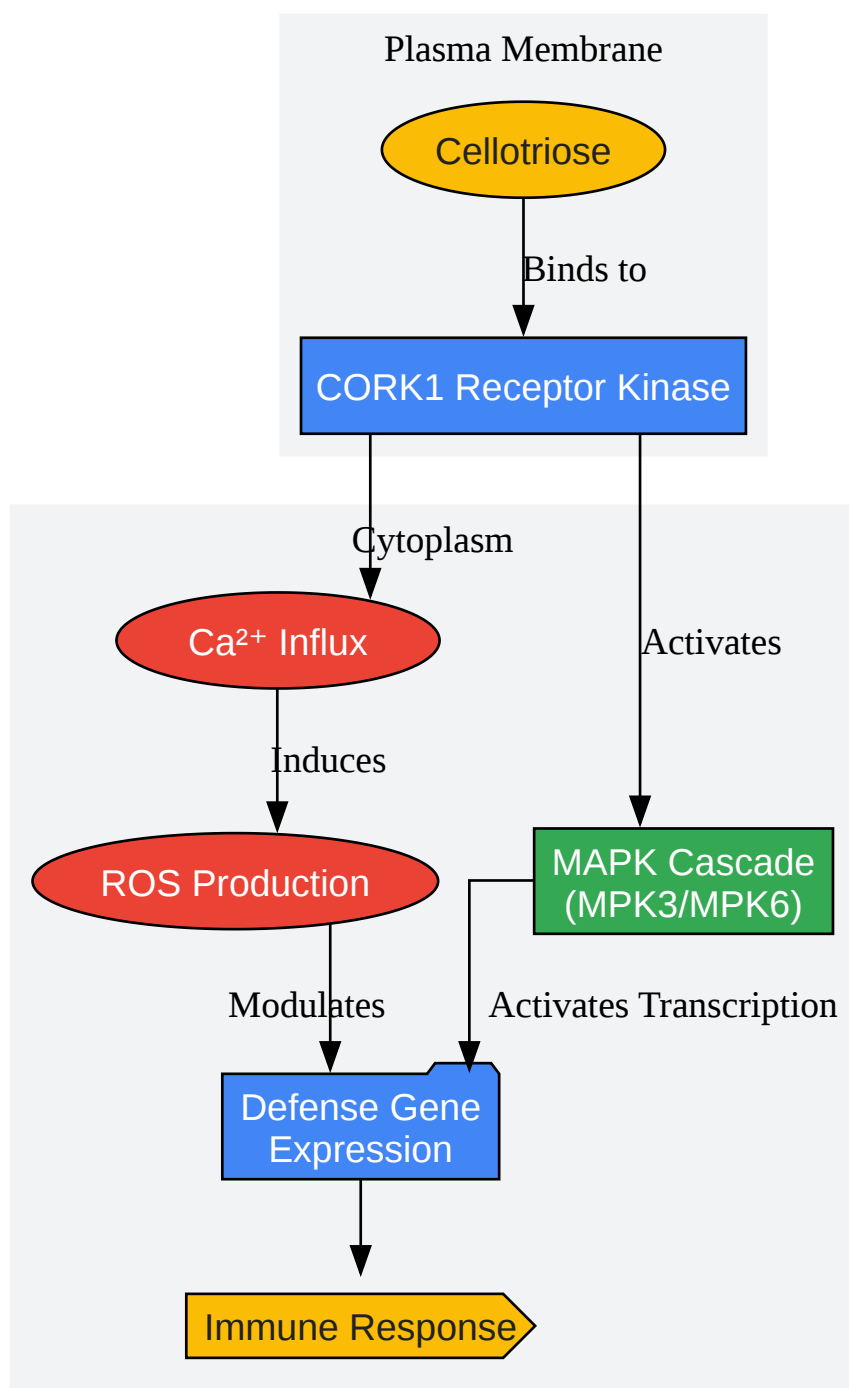 Plasma Membrane
Cellotriose
Binds to
CORK1 Receptor Kinase
Cytoplasm
Ca²⁺ Influx
Activates
Induces
ROS Production
MAPK Cascade
(MPK3/MPK6)
Modulates
Activates Transcription
Defense Gene
Expression
Immune Response